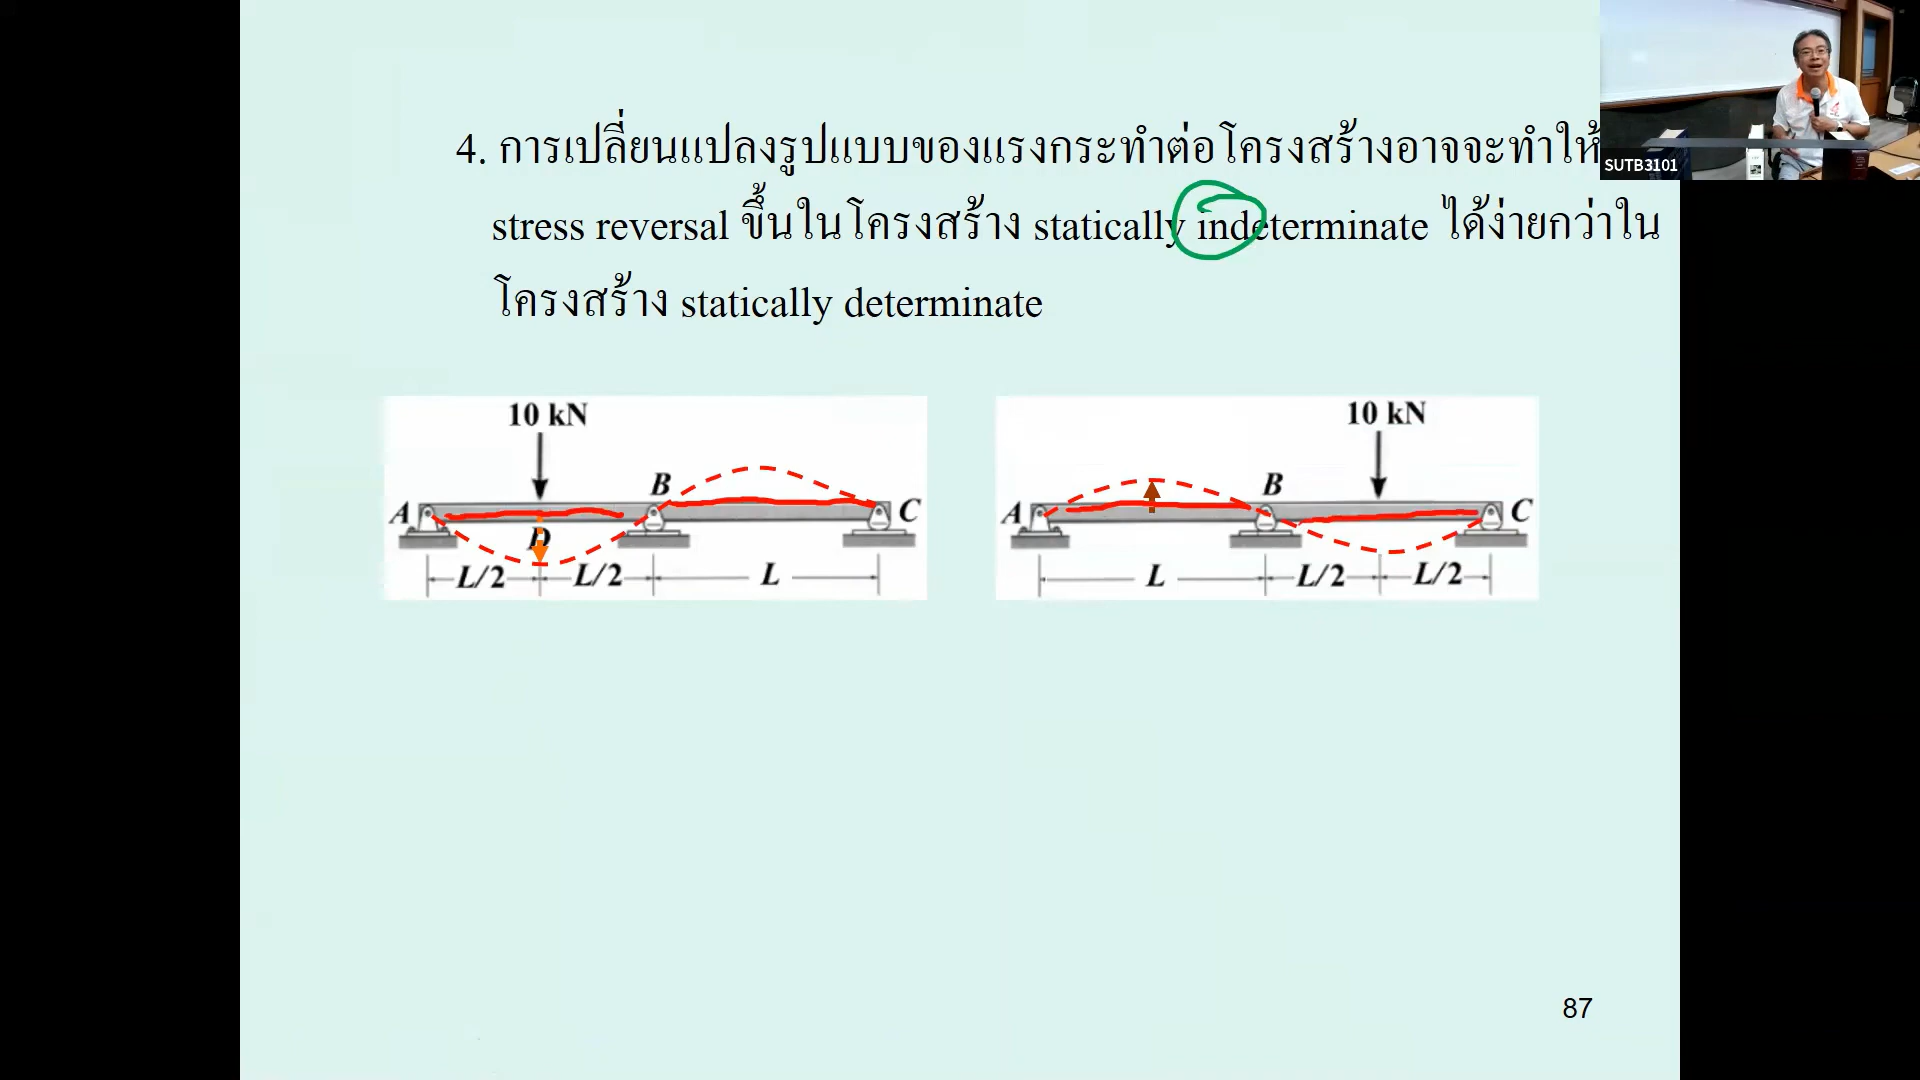 4. การเปลี่ยนแปลงรูปแบบของแรงกระทำต่อโครงสร้างอาจจะทำให้
stress reversal ขึ้นในโครงสร้าง statically indeterminate ได้ง่ายกว่าใน
โครงสร้าง statically determinate
SUTB3101
10 kN
A
B
C
D
L/2
L/2
L
10 kN
A
B
C
L
L/2
L/2
87